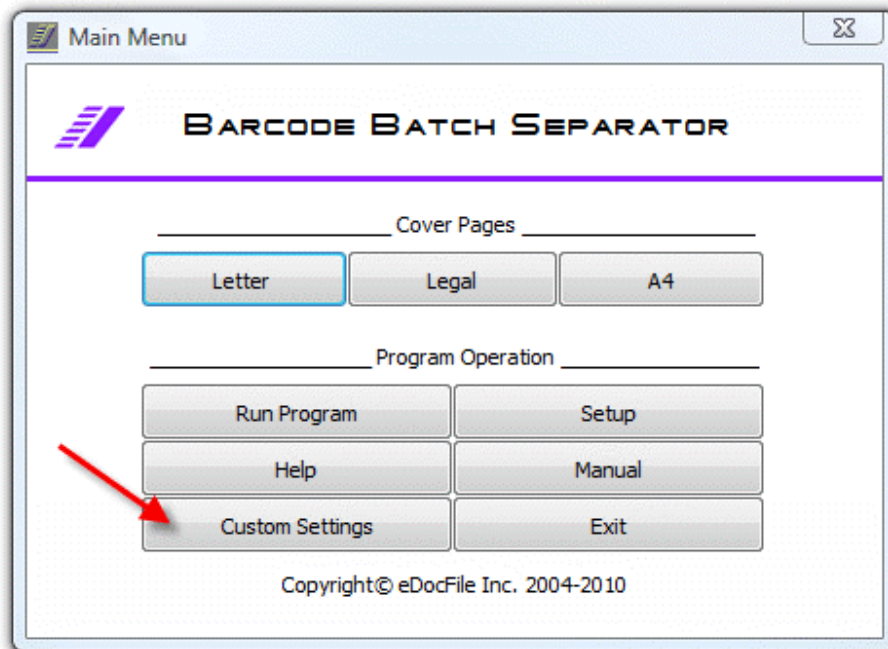 Main Menu
BARCODE BATCH SEPARATOR
Cover Pages
Letter Legal A4
Program Operation
Run Program Setup
Help Manual
Custom Settings Exit
Copyright© eDocFile Inc. 2004-2010